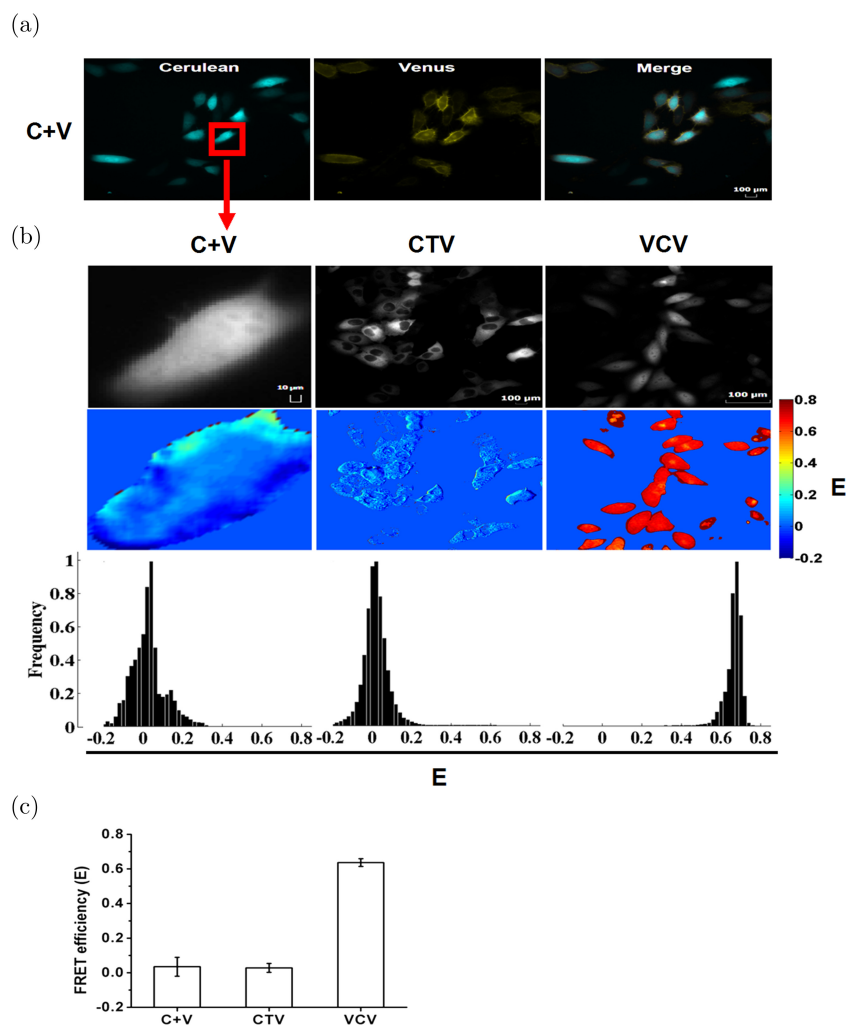 (a)
Cerulean Venus Merge
C+V
100 μm
(b)
C+V CTV VCV
10 μm 100 μm 100 μm
0.8
0.6
0.4
0.2
0
-0.2
E
1
0.8
0.6
0.4
0.2
0
Frequency
-0.2 0 0.2 0.4 0.6 0.8 -0.2 0 0.2 0.4 0.6 0.8 -0.2 0 0.2 0.4 0.6 0.8
E
(c)
0.8
0.6
0.4
0.2
0.0
-0.2
FRET efficiency (E)
C+V CTV VCV